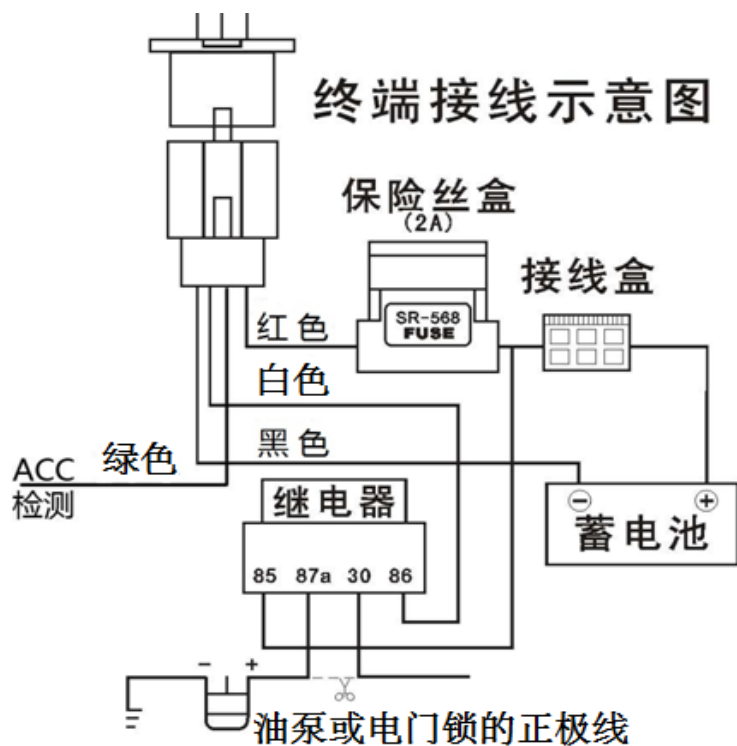 终端接线示意图
保险丝盒
(2A)
接线盒
SR-568
FUSE
红色
白色
黑色
绿色
ACC
检测
继电器
85 87a 30 86
− +
蓄电池
− +
油泵或电门锁的正极线